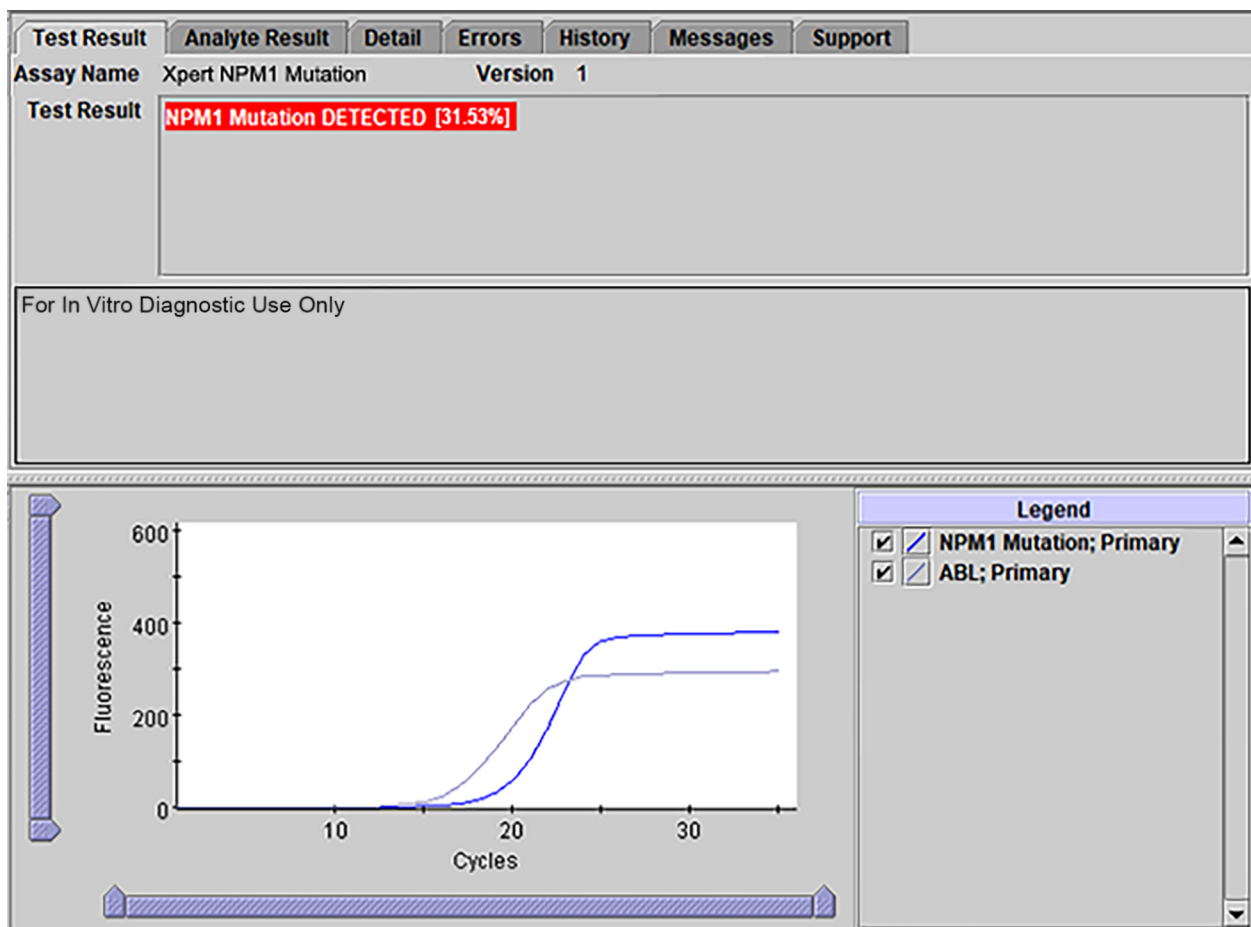 Test Result Analyte Result Detail Errors History Messages Support
Assay Name Xpert NPM1 Mutation Version 1
Test Result NPM1 Mutation DETECTED [31.53%]
For In Vitro Diagnostic Use Only
600
400
200
0
Fluorescence
10 20 30
Cycles
Legend
NPM1 Mutation; Primary
ABL; Primary